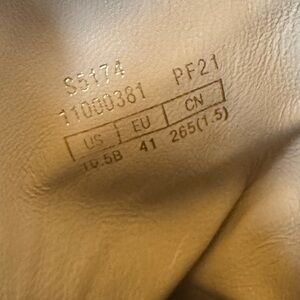 S5174
11000381 PF21
US EU CN
10.5B 41 265(1.5)